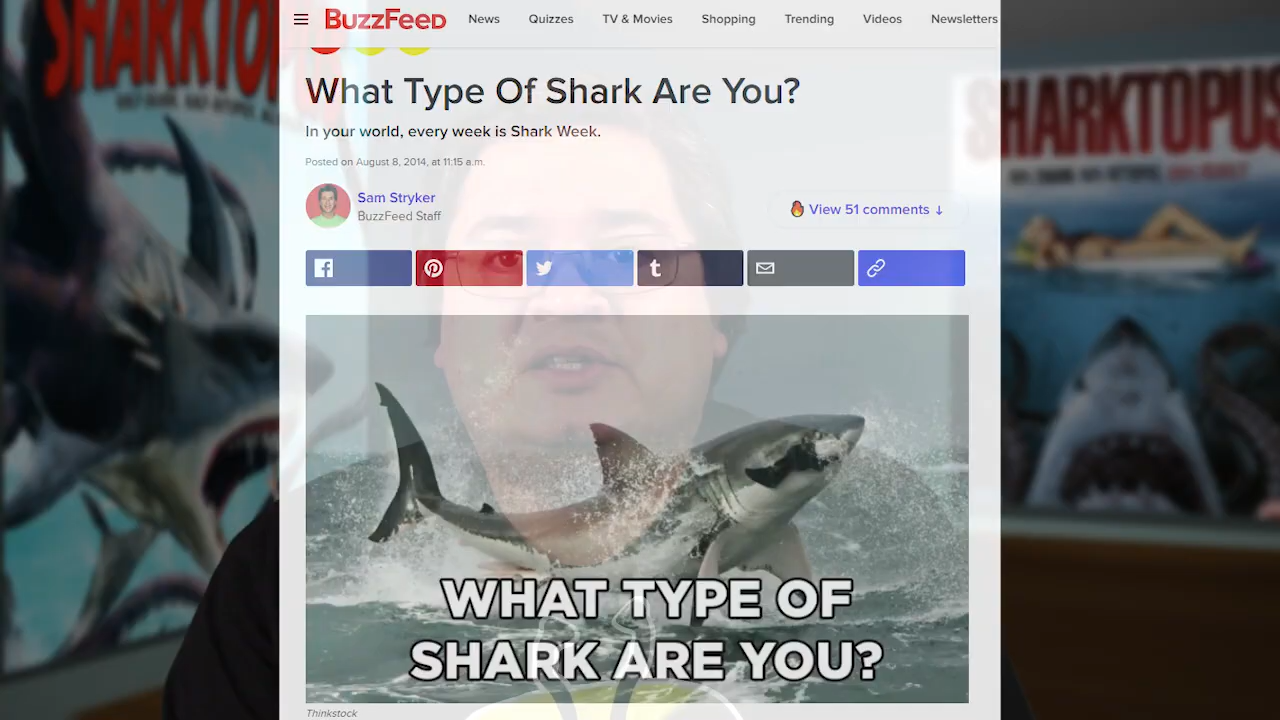 SHARKTOPUS
BuzzFeed
News
Quizzes
TV & Movies
Shopping
Trending
Videos
Newsletters
What Type Of Shark Are You?
In your world, every week is Shark Week.
Posted on August 8, 2014, at 11:15 a.m.
Sam Stryker
BuzzFeed Staff
View 51 comments ↓
WHAT TYPE OF
SHARK ARE YOU?
Thinkstock